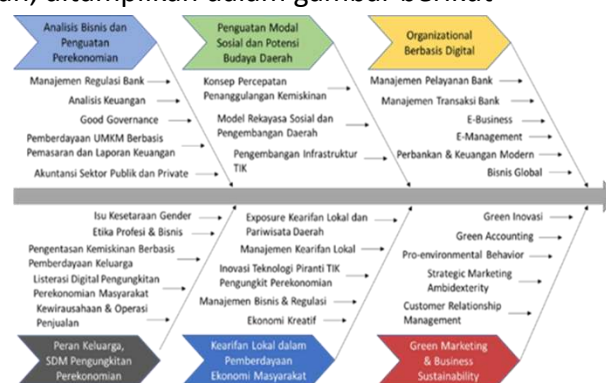 Analisis Bisnis dan
Penguatan
Perekonomian
Manajemen Regulasi Bank
Analisis Keuangan
Good Governance
Pemberdayaan UMKM Berbasis
Pemasaran dan Laporan Keuangan
Akuntansi Sektor Publik dan Private
Penguatan Modal
Sosial dan Potensi
Budaya Daerah
Konsep Percepatan
Penanggulangan Kemiskinan
Model Rekayasa Sosial dan
Pengembangan Daerah
Pengembangan Infrastruktur
TIK
Organizational
Berbasis Digital
Manajemen Pelayanan Bank
Manajemen Transaksi Bank
E-Business
E-Management
Perbankan & Keuangan Modern
Bisnis Global
Isu Kesetaraan Gender
Etika Profesi & Bisnis
Pengentasan Kemiskinan Berbasis
Pemberdayaan Keluarga
Listerasi Digital Pengungkitan
Perekonomian Masyarakat
Kewirausahaan & Operasi
Penjualan
Peran Keluarga,
SDM Pengungkitan
Perekonomian
Exposure Kearifan Lokal dan
Pariwisata Daerah
Manajemen Kearifan Lokal
Inovasi Teknologi Piranti TIK
Pengungkit Perekonomian
Manajemen Bisnis & Regulasi
Ekonomi Kreatif
Kearifan Lokal dalam
Pemberdayaan
Ekonomi Masyarakat
Green Inovasi
Green Accounting
Pro-environmental Behavior
Strategic Marketing
Ambidexterity
Customer Relationship
Management
Green Marketing
& Business
Sustainability